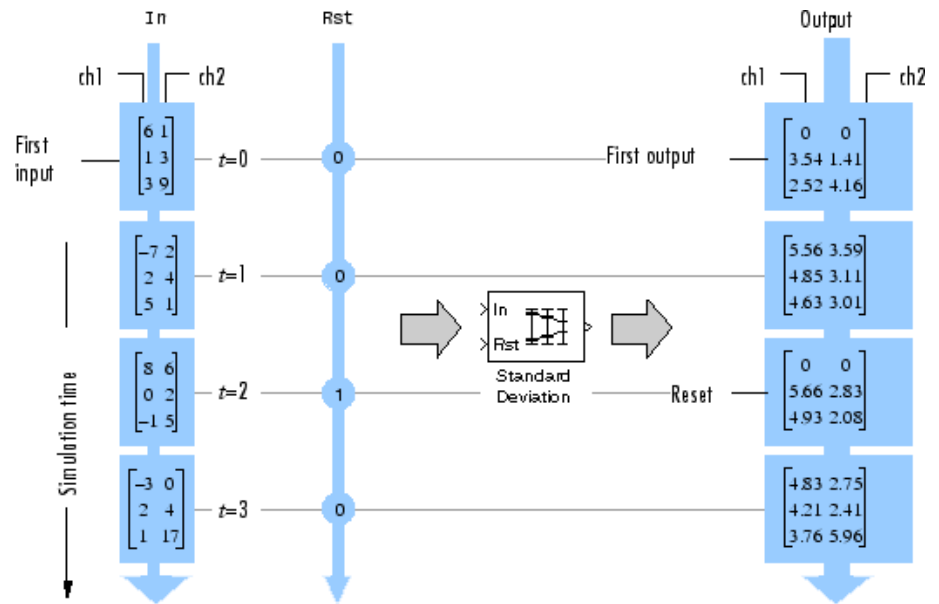 In Rst Output
ch1 ch2 ch1 ch2
First input
6 1
1 3
3 9
t=0
0
First output
0 0
3.54 1.41
2.52 4.16
-7 2
2 4
5 1
t=1
0
5.56 3.59
4.85 3.11
4.63 3.01
In
Rst
Standard
Deviation
8 6
0 2
-1 5
t=2
1
Reset
0 0
5.66 2.83
4.93 2.08
-3 0
2 4
1 17
t=3
0
4.83 2.75
4.21 2.41
3.76 5.96
Simulation time